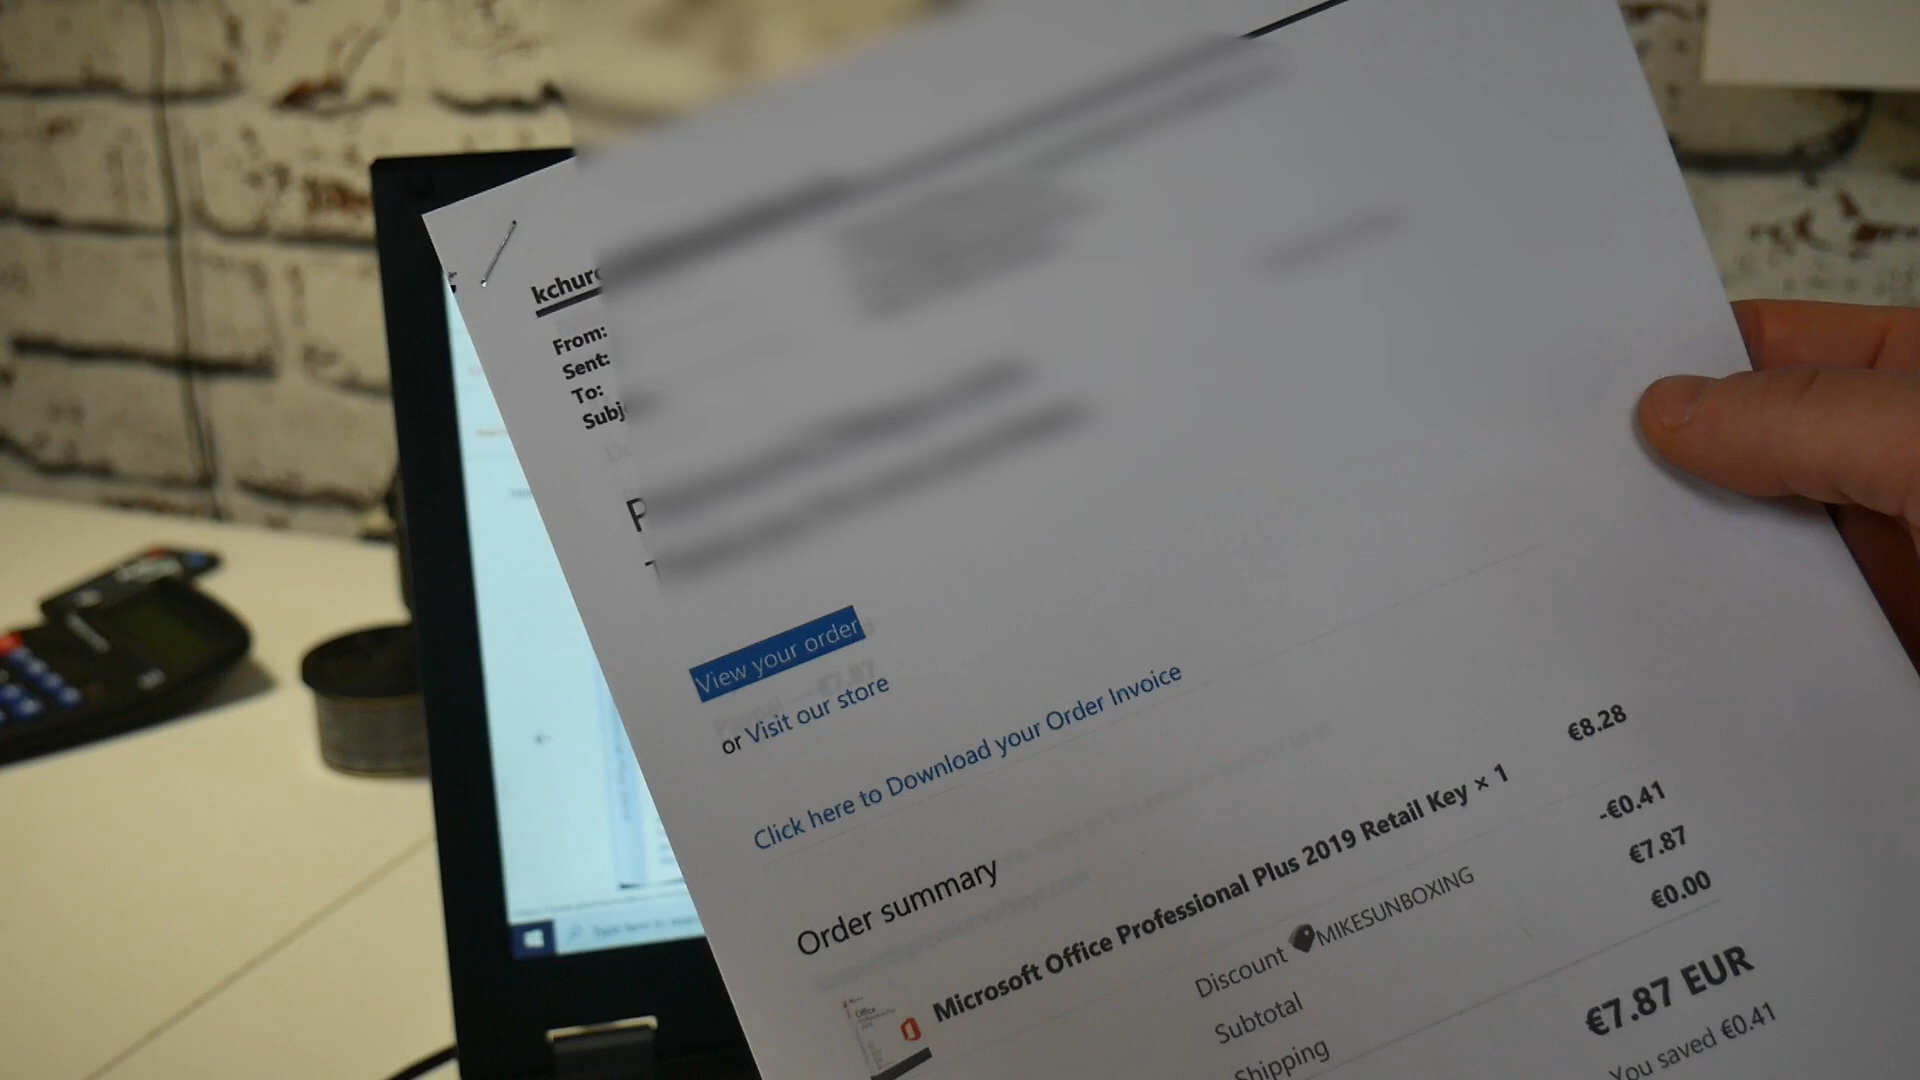 kchurc
From:
Sent:
To:
Subj
View your order
or Visit our store
Click here to Download your Order Invoice
Order summary
Microsoft Office Professional Plus 2019 Retail Key × 1 €8.28
Discount MIKESUNBOXING -€0.41
Subtotal €7.87
Shipping €0.00
€7.87 EUR
You saved €0.41
Office